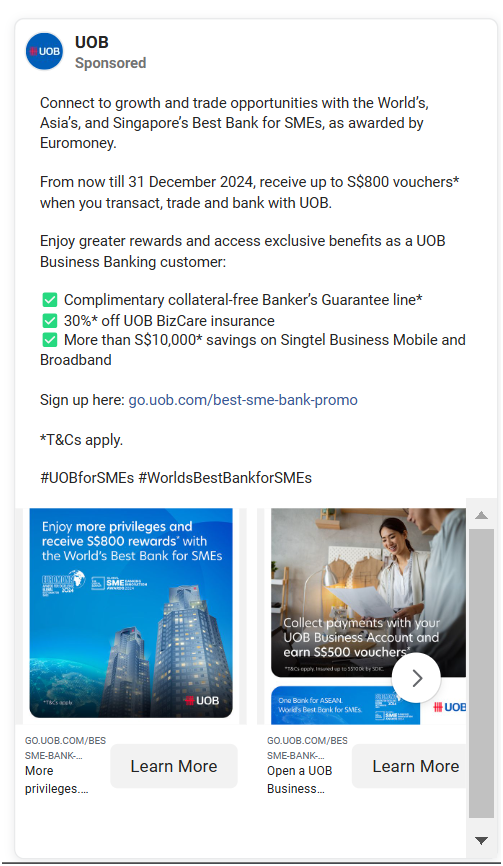 UOB
UOB
Sponsored
Connect to growth and trade opportunities with the World's,
Asia's, and Singapore's Best Bank for SMEs, as awarded by
Euromoney.
From now till 31 December 2024, receive up to S$800 vouchers*
when you transact, trade and bank with UOB.
Enjoy greater rewards and access exclusive benefits as a UOB
Business Banking customer:
✅ Complimentary collateral-free Banker's Guarantee line*
✅ 30%* off UOB BizCare insurance
✅ More than S$10,000* savings on Singtel Business Mobile and
Broadband
Sign up here: go.uob.com/best-sme-bank-promo
*T&Cs apply.
#UOBforSMEs #WorldsBestBankforSMEs
Enjoy more privileges and
receive S$800 rewards* with
the World's Best Bank for SMEs
EUROMONEY
2024
SME BANKING
*T&Cs apply
UOB
Collect payments with your
UOB Business Account and
earn S$500 vouchers*
*T&Cs apply. Insured up to S$100k by SDIC.
One Bank for ASEAN.
World's Best Bank for SMEs.
SME
UOB
GO.UOB.COM/BES
SME-BANK-...
More
privileges....
Learn More
GO.UOB.COM/BES
SME-BANK-...
Open a UOB
Business...
Learn More